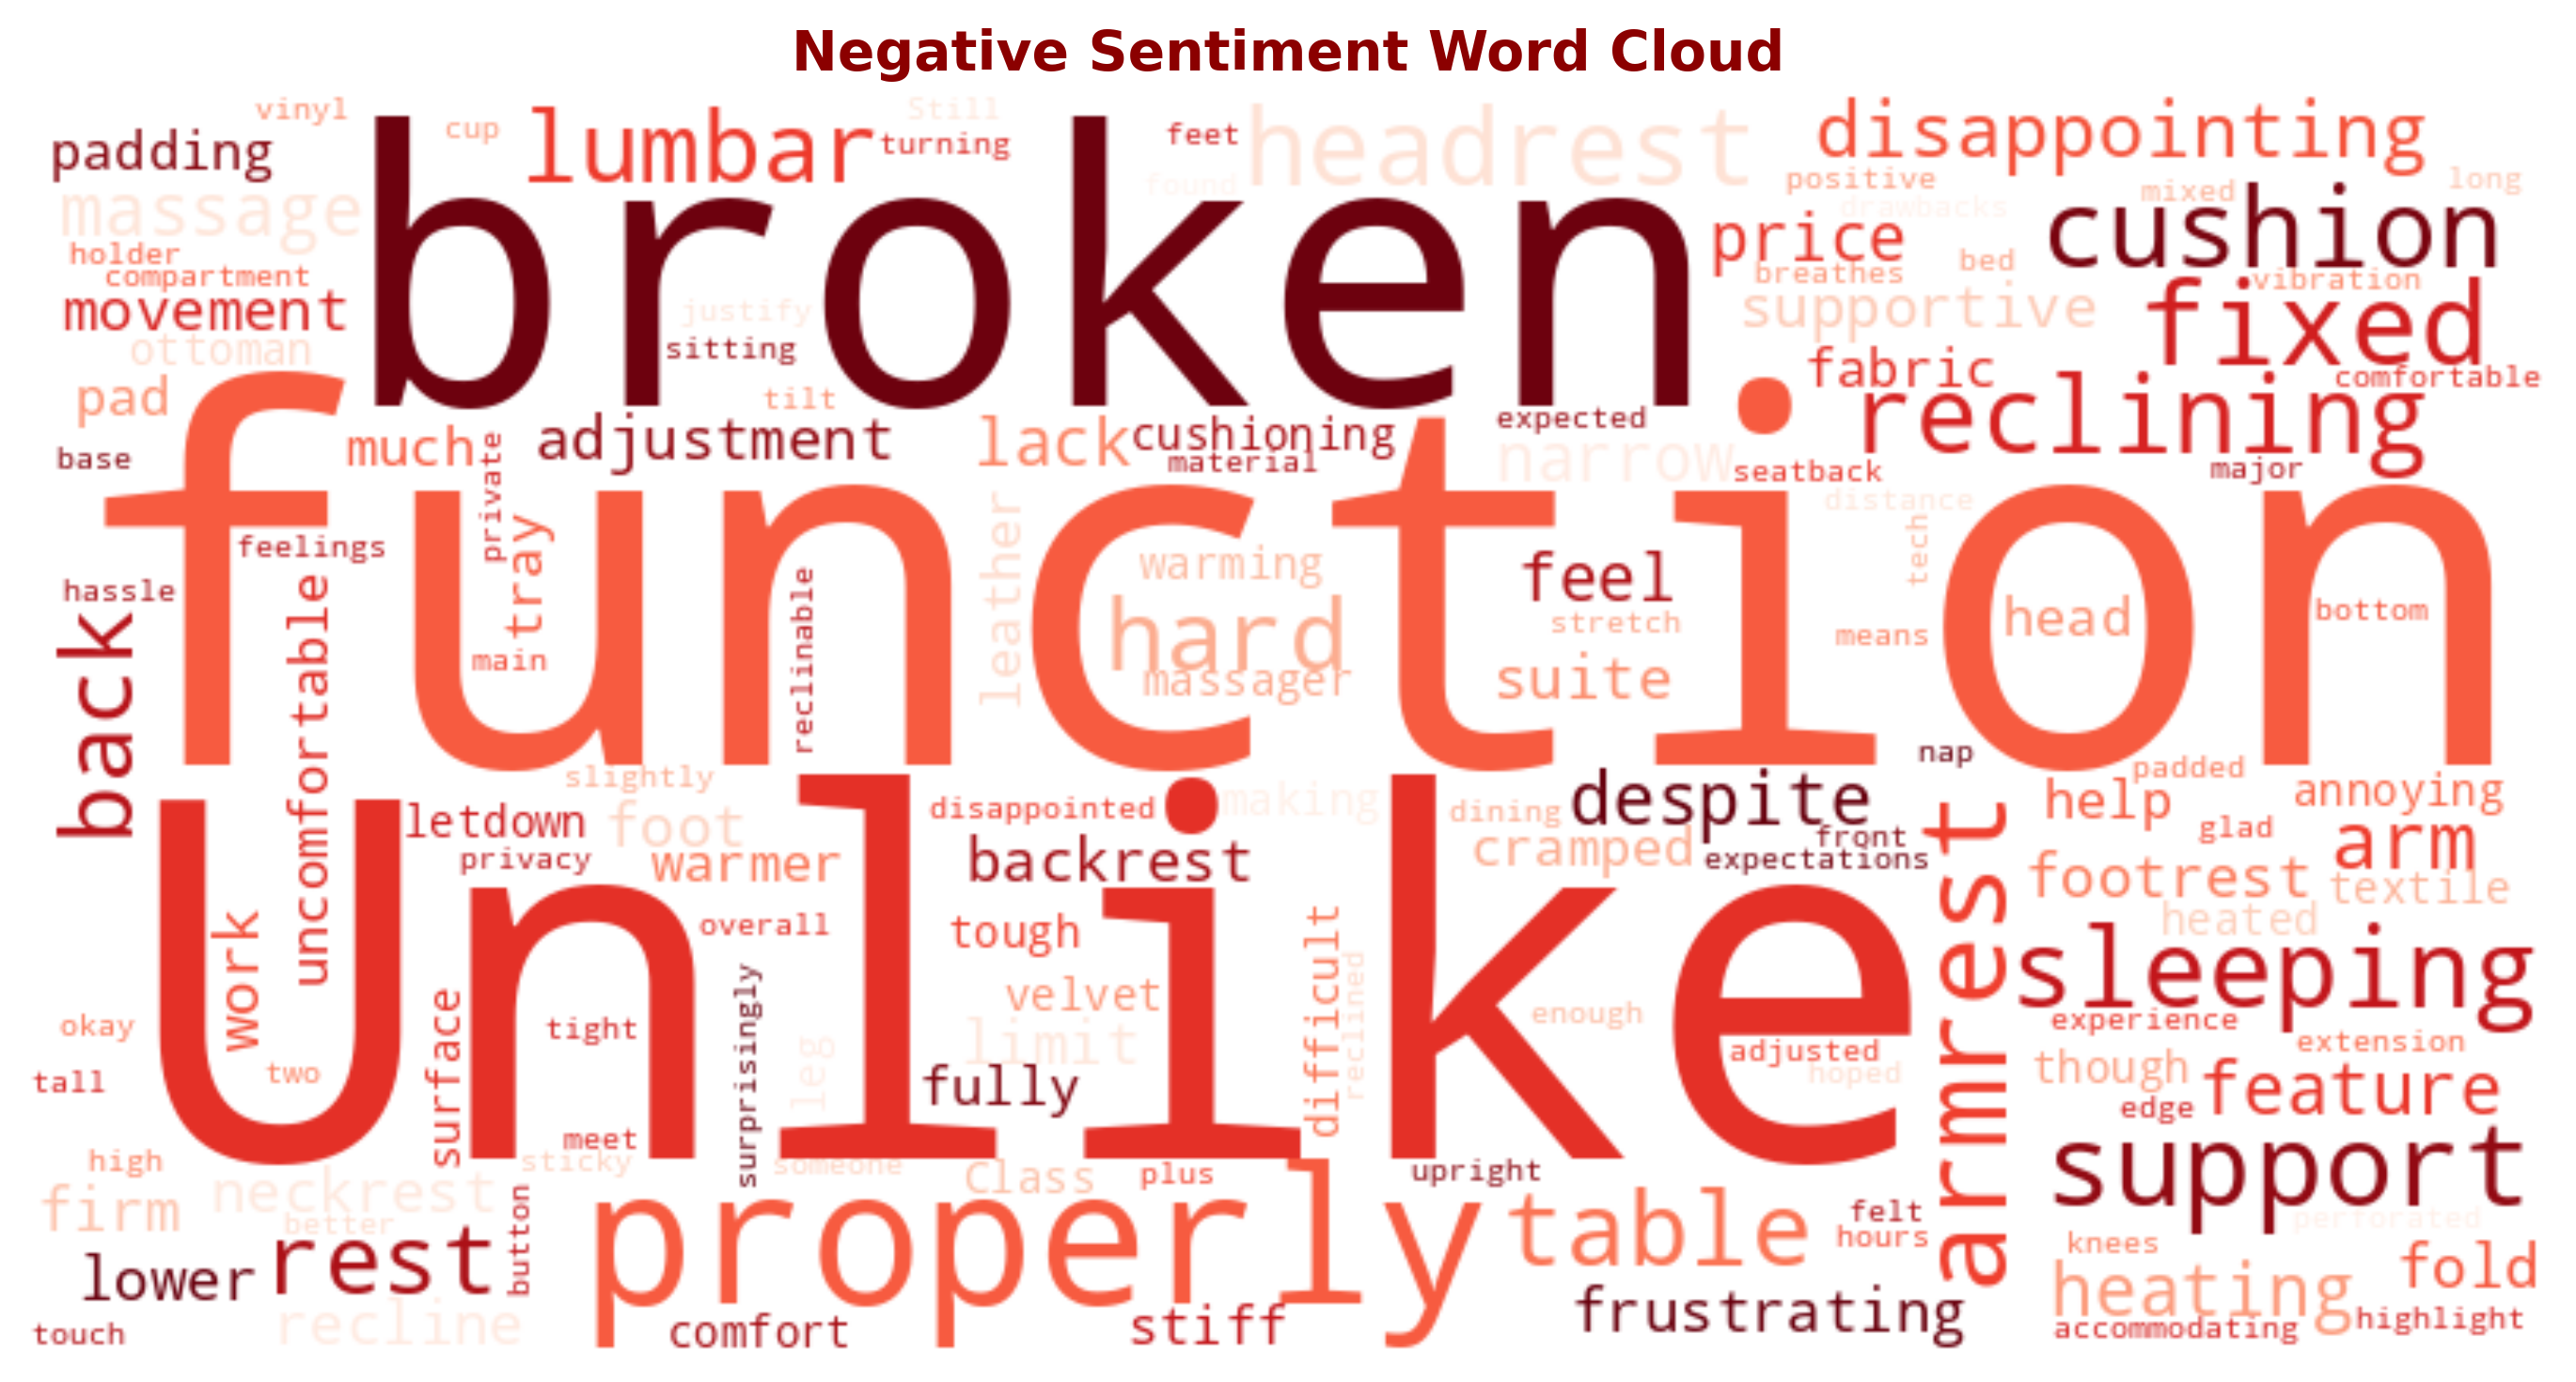 Negative Sentiment Word Cloud
vinyl
cup
lumbar
Still
turning
feet
headrest
disappointing
padding
broken
found
positive
mixed
long
massage
drawbacks
cushion
holder
price
compartment
breathes
bed
vibration
movement
justify
supportive
fixed
ottoman
sitting
fabric
comfortable
pad
tilt
reclining
much
adjustment
lack
cushioning
expected
narrow
base
private
material
seatback
major
function
leather
distance
tech
feelings
tray
warming
feel
hassle
uncomfortable
reclinable
hard
stretch
head
bottom
back
main
massager
suite
means
nap
slightly
padded
letdown
foot
disappointed
making
dining
despite
help
annoying
privacy
warmer
backrest
cramped
front
expectations
glad
arm
Unlike
footrest
textile
work
overall
tough
difficult
armrest
heated
surface
surprisingly
velvet
reclined
enough
sleeping
okay
tight
limit
experience
tall
two
leg
fully
adjusted
hoped
though
extension
edge
feature
high
meet
sticky
someone
Class
plus
upright
support
firm
neckrest
better
button
properly
table
felt
hours
perforated
lower
rest
knees
heating
fold
touch
recline
comfort
stiff
frustrating
accommodating
highlight